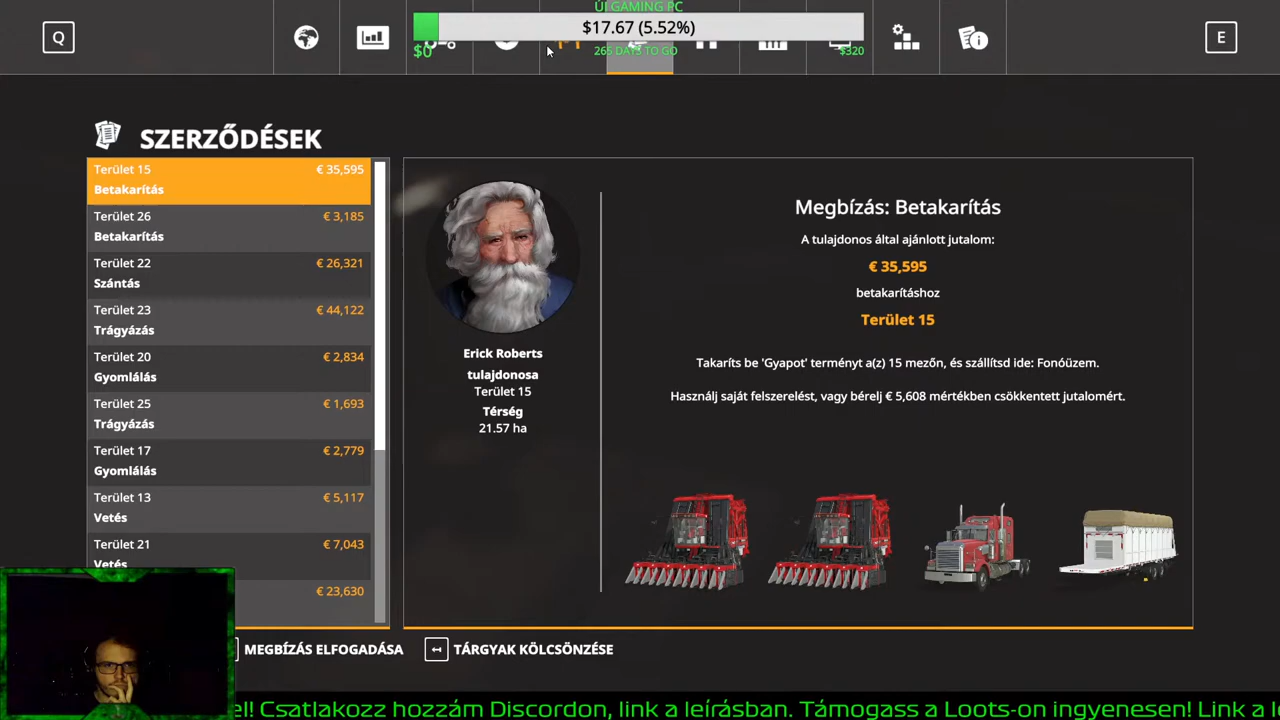 ÚJ GAMING PC
Q
$17.67 (5.52%)
E
$0
265 DAYS TO GO
$320
SZERZŐDÉSEK
Terület 15
€ 35,595
Betakarítás
Terület 26
€ 3,185
Betakarítás
Terület 22
€ 26,321
Szántás
Terület 23
€ 44,122
Trágyázás
Terület 20
€ 2,834
Gyomlálás
Terület 25
€ 1,693
Trágyázás
Terület 17
€ 2,779
Gyomlálás
Terület 13
€ 5,117
Vetés
Terület 21
€ 7,043
Vetés
€ 23,630
Erick Roberts
tulajdonosa
Terület 15
Térség
21.57 ha
Megbízás: Betakarítás
A tulajdonos által ajánlott jutalom:
€ 35,595
betakarításhoz
Terület 15
Takaríts be 'Gyapot' terményt a(z) 15 mezőn, és szállítsd ide: Fonóüzem.
Használj saját felszerelést, vagy bérelj € 5,608 mértékben csökkentett jutalomért.
MEGBÍZÁS ELFOGADÁSA
TÁRGYAK KÖLCSÖNZÉSE
el! Csatlakozz hozzám Discordon, link a leírásban. Támogass a Loots-on ingyenesen! Link a l